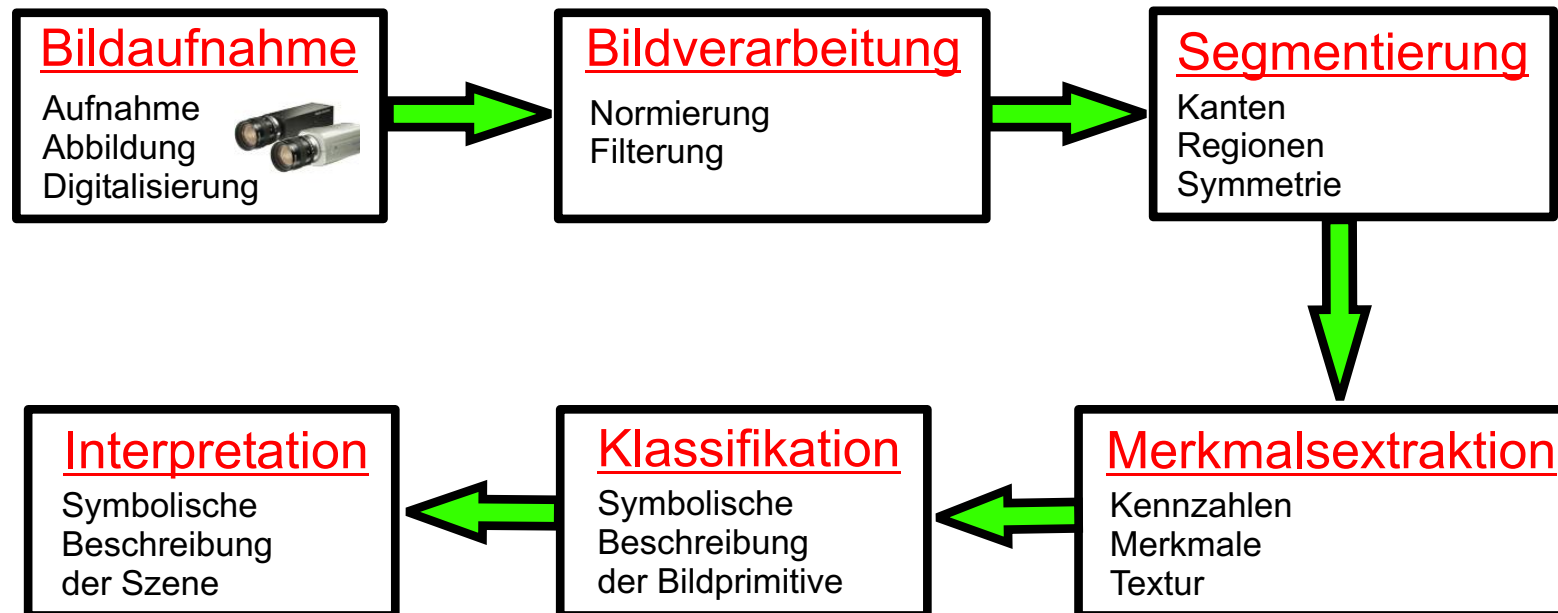 Bildaufnahme
Aufnahme
Abbildung
Digitalisierung
Bildverarbeitung
Normierung
Filterung
Segmentierung
Kanten
Regionen
Symmetrie
Merkmalsextraktion
Kennzahlen
Merkmale
Textur
Klassifikation
Symbolische
Beschreibung
der Bildprimitive
Interpretation
Symbolische
Beschreibung
der Szene